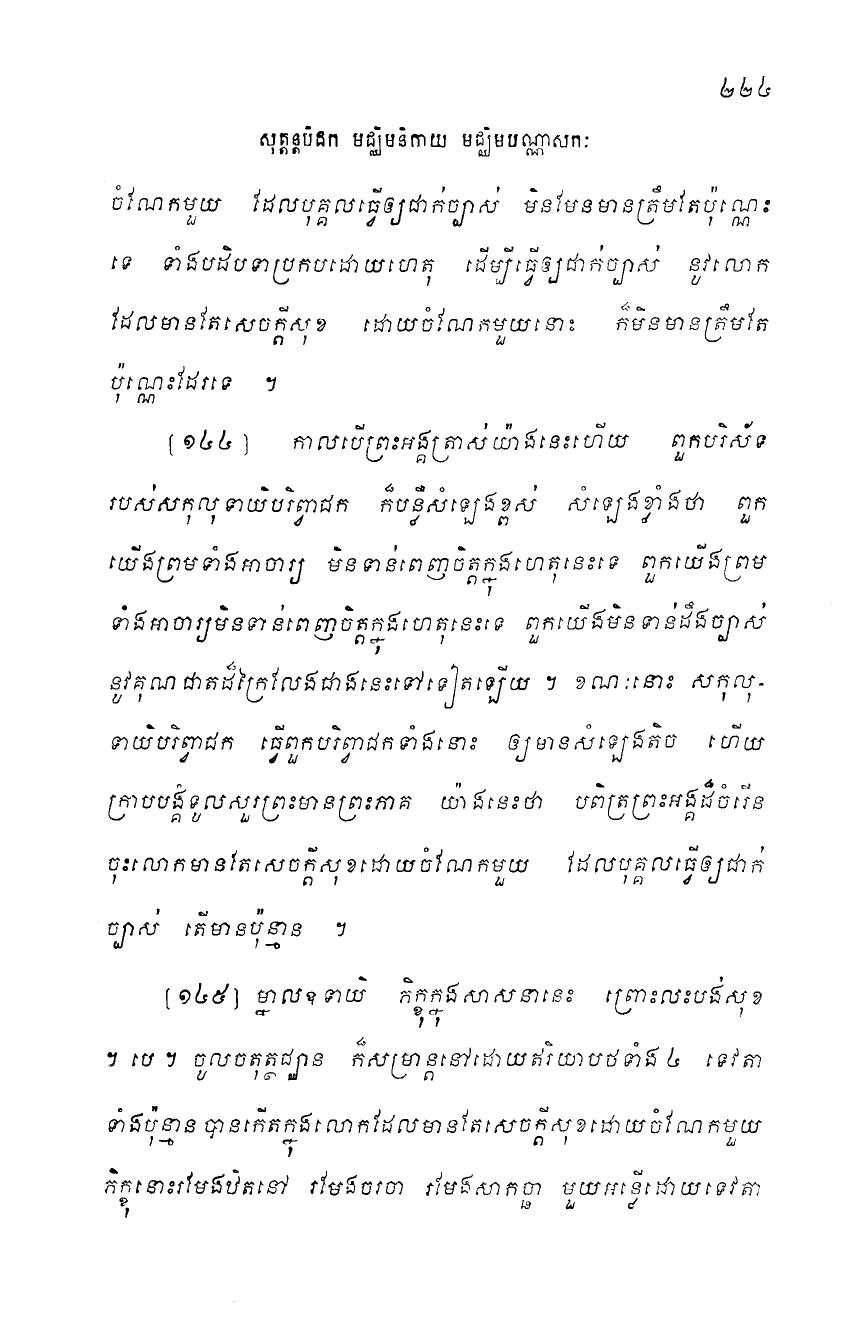 ២២៤
សុត្តន្តបិដក មជ្ឈិមនិកាយ មជ្ឈិមបណ្ណាសកៈ
ចំណែកមួយ ដែលបុគ្គលធ្វើឲ្យជាក់ច្បាស់ មិនមែនមានត្រឹមតែប៉ុណ្ណេះ
ទេ ទាំងបដិបទាប្រកបដោយហេតុ ដើម្បីធ្វើឲ្យជាក់ច្បាស់ នូវលោក
ដែលមានតែសេចក្តីសុខ ដោយចំណែកមួយនោះ ក៏មិនមានត្រឹមតែ
ប៉ុណ្ណេះដែរទេ ។
[១៤៤] កាលបើព្រះអង្គត្រាស់យ៉ាងនេះហើយ ពួកបរិស័ទ
របស់សកុលុទាយិបរិព្វាជក ក៏បន្លឺសំឡេងខ្ពស់ សំឡេងខ្លាំងថា ពួក
យើងព្រមទាំងអាចារ្យ មិនទាន់ពេញចិត្តក្នុងហេតុនេះទេ ពួកយើងព្រម
ទាំងអាចារ្យមិនទាន់ពេញចិត្តក្នុងហេតុនេះទេ ពួកយើងមិនទាន់ដឹងច្បាស់
នូវគុណជាតដ៏ក្រៃលែងជាងនេះទៅទៀតឡើយ ។ ខណៈនោះ សកុលុ-
ទាយិបរិព្វាជក ធ្វើពួកបរិព្វាជកទាំងនោះ ឲ្យមានសំឡេងតិច ហើយ
ក្រាបបង្គំទូលសួរព្រះមានព្រះភាគ យ៉ាងនេះថា បពិត្រព្រះអង្គដ៏ចំរើន
ចុះលោកមានតែសេចក្តីសុខដោយចំណែកមួយ ដែលបុគ្គលធ្វើឲ្យជាក់
ច្បាស់ តើមានប៉ុន្មាន ។
[១៤៥] ម្នាលឧទាយិ ភិក្ខុក្នុងសាសនានេះ ព្រោះលះបង់សុខ
។ បេ ។ ចូលចតុត្ថជ្ឈាន ក៏សម្រាន្តនៅដោយឥរិយាបថទាំង ៤ ទេវតា
ទាំងប៉ុន្មាន បានកើតក្នុងលោកដែលមានតែសេចក្តីសុខដោយចំណែកមួយ
ភិក្ខុនោះរមែងឋិតនៅ រមែងចរចា រមែងសាកច្ឆា មួយអន្លើដោយទេវតា